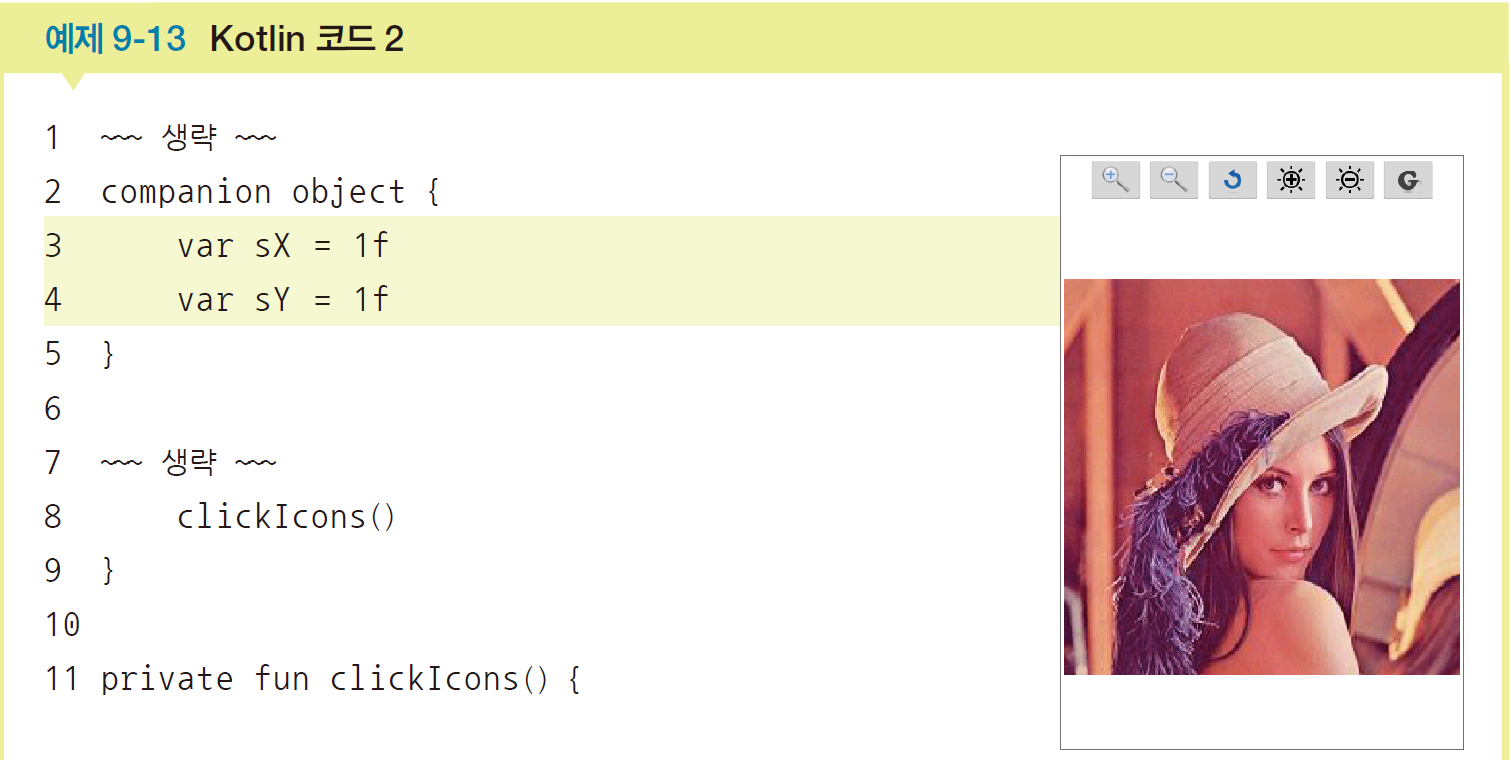 예제 9-13 Kotlin 코드 2
1 ~~~ 생략 ~~~
2 companion object {
3 var sX = 1f
4 var sY = 1f
5 }
6
7 ~~~ 생략 ~~~
8 clickIcons()
9 }
10
11 private fun clickIcons() {